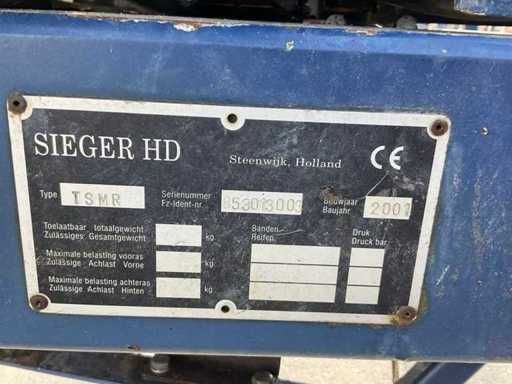 SIEGER HD
Steenwijk, Holland
CE
Type TSMR Serienummer Fz-Ident-nr. 853013003 Bouwjaar Baujahr 2001
Toelaatbaar totaalgewicht
Zulässiges Gesamtgewicht kg
Maximale belasting vooras
Zulässige Achlast Vorne kg
Maximale belasting achteras
Zulässige Achlast Hinten kg
Banden
Reifen
Druk
Druck bar